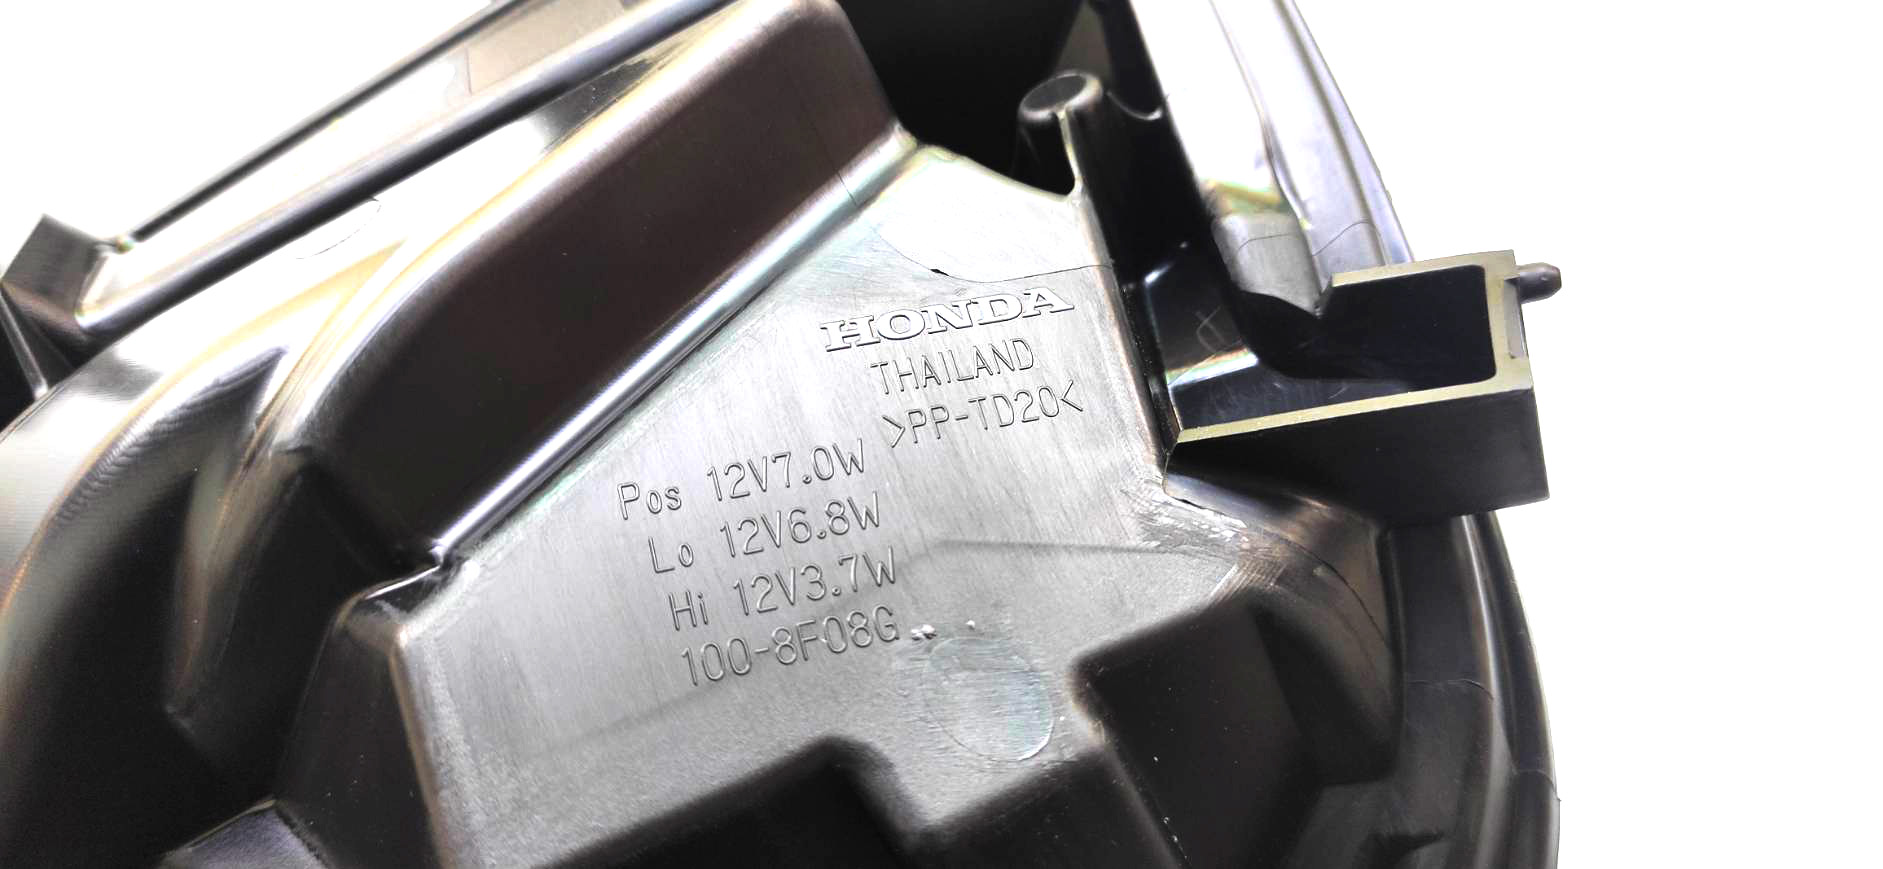 HONDA
THAILAND
>PP-TD20<
Pos 12V7.0W
Lo 12V6.8W
Hi 12V3.7W
100-8F08G